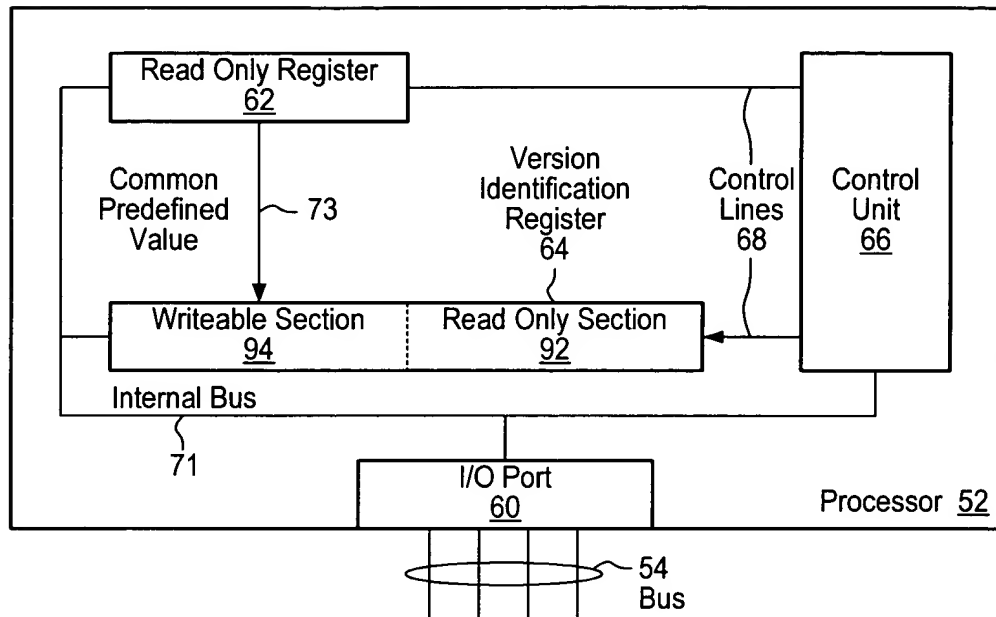 Read Only Register
62
Common
Predefined
Value
73
Version
Identification
Register
64
Control
Lines
68
Control
Unit
66
Writeable Section
94
Read Only Section
92
Internal Bus
71
I/O Port
60
Processor 52
54
Bus